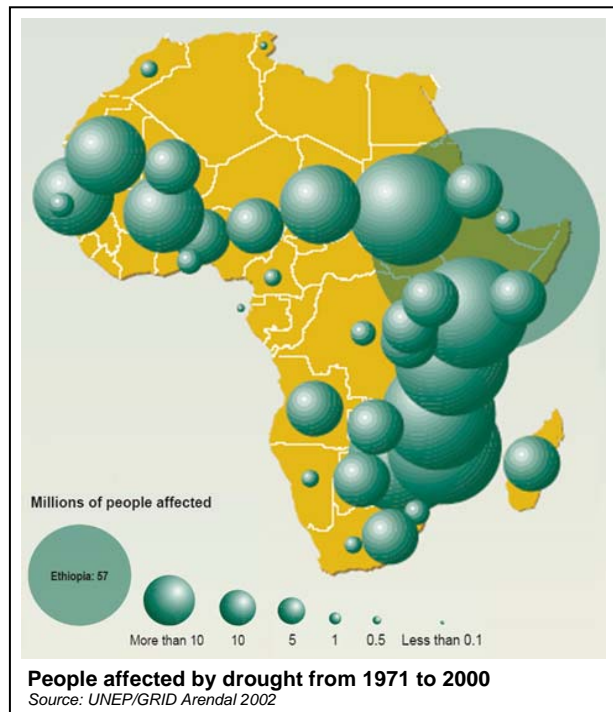 Millions of people affected
Ethiopia: 57
More than 10 10 5 1 0.5 Less than 0.1
People affected by drought from 1971 to 2000
Source: UNEP/GRID Arendal 2002